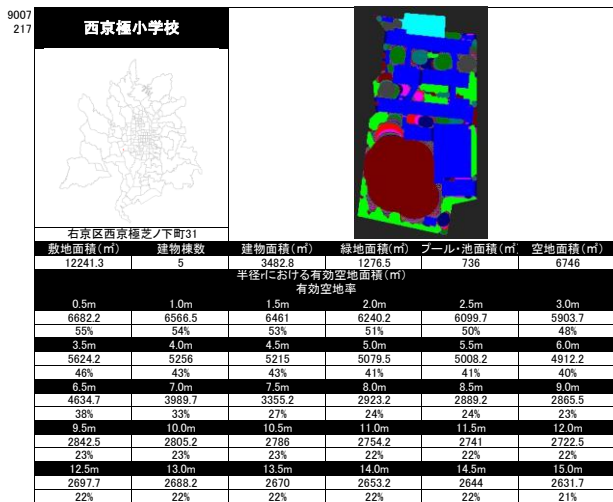 9007
217
西京極小学校
右京区西京極芝ノ下町31
敷地面積(㎡) 建物棟数 建物面積(㎡) 緑地面積(㎡) プール・池面積(㎡ 空地面積(㎡)
12241.3 5 3482.8 1276.5 736 6746
半径rにおける有効空地面積(㎡)
有効空地率
0.5m 1.0m 1.5m 2.0m 2.5m 3.0m
6682.2 6566.5 6461 6240.2 6099.7 5903.7
55% 54% 53% 51% 50% 48%
3.5m 4.0m 4.5m 5.0m 5.5m 6.0m
5624.2 5256 5215 5079.5 5008.2 4912.2
46% 43% 43% 41% 41% 40%
6.5m 7.0m 7.5m 8.0m 8.5m 9.0m
4634.7 3989.7 3355.2 2923.2 2889.2 2865.5
38% 33% 27% 24% 24% 23%
9.5m 10.0m 10.5m 11.0m 11.5m 12.0m
2842.5 2805.2 2786 2754.2 2741 2722.5
23% 23% 23% 22% 22% 22%
12.5m 13.0m 13.5m 14.0m 14.5m 15.0m
2697.7 2688.2 2670 2653.2 2644 2631.7
22% 22% 22% 22% 22% 21%